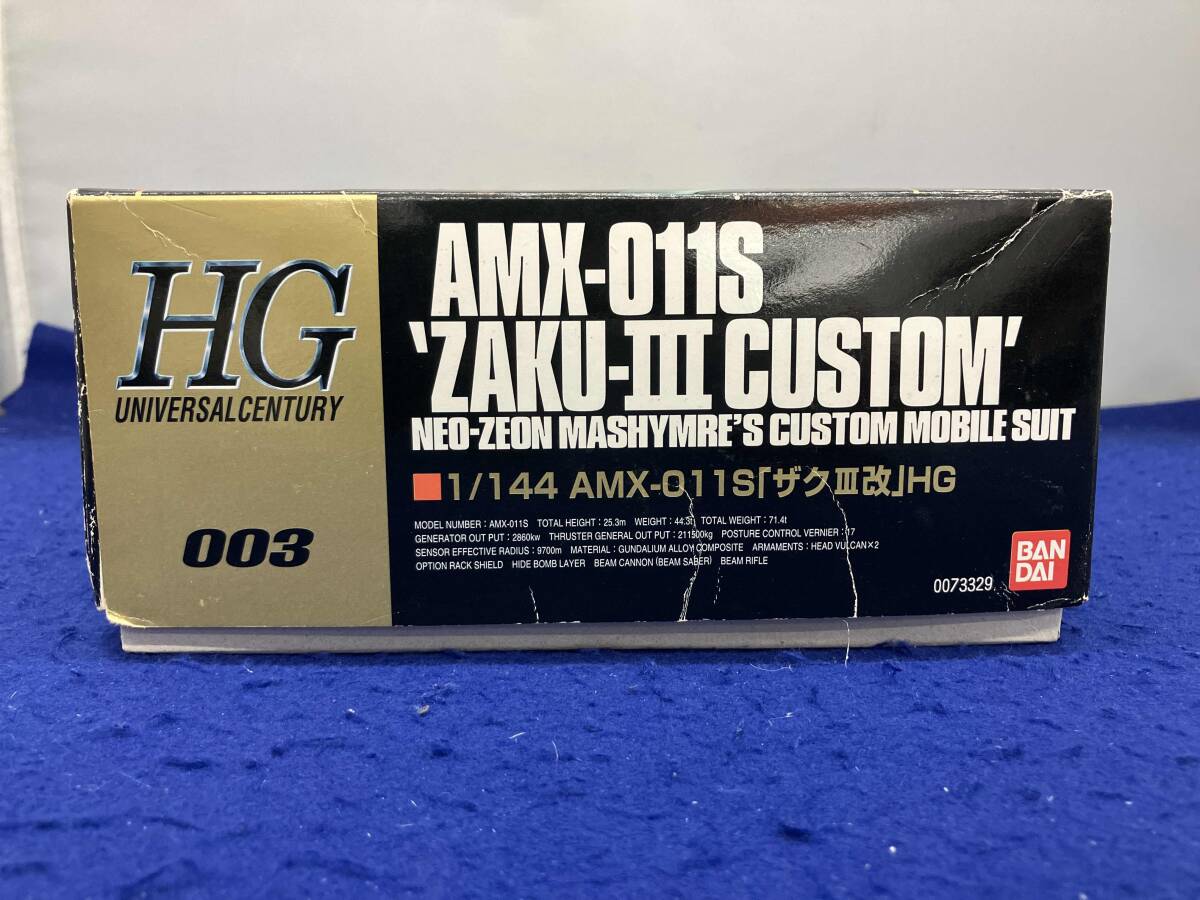 HG
UNIVERSALCENTURY
003
AMX-011S
'ZAKU-III CUSTOM'
NEO-ZEON MASHYMRE'S CUSTOM MOBILE SUIT
■1/144 AMX-011S「ザクⅢ改」HG
MODEL NUMBER : AMX-011S TOTAL HEIGHT : 25.3m WEIGHT : 44.3t TOTAL WEIGHT : 71.4t
GENERATOR OUT PUT : 2860kw THRUSTER GENERAL OUT PUT : 211500kg POSTURE CONTROL VERNIER : 17
SENSOR EFFECTIVE RADIUS : 9700m MATERIAL : GUNDALIUM ALLOY COMPOSITE ARMAMENTS : HEAD VULCAN×2
OPTION RACK SHIELD HIDE BOMB LAYER BEAM CANNON (BEAM SABER) BEAM RIFLE
0073329
BAN
DAI